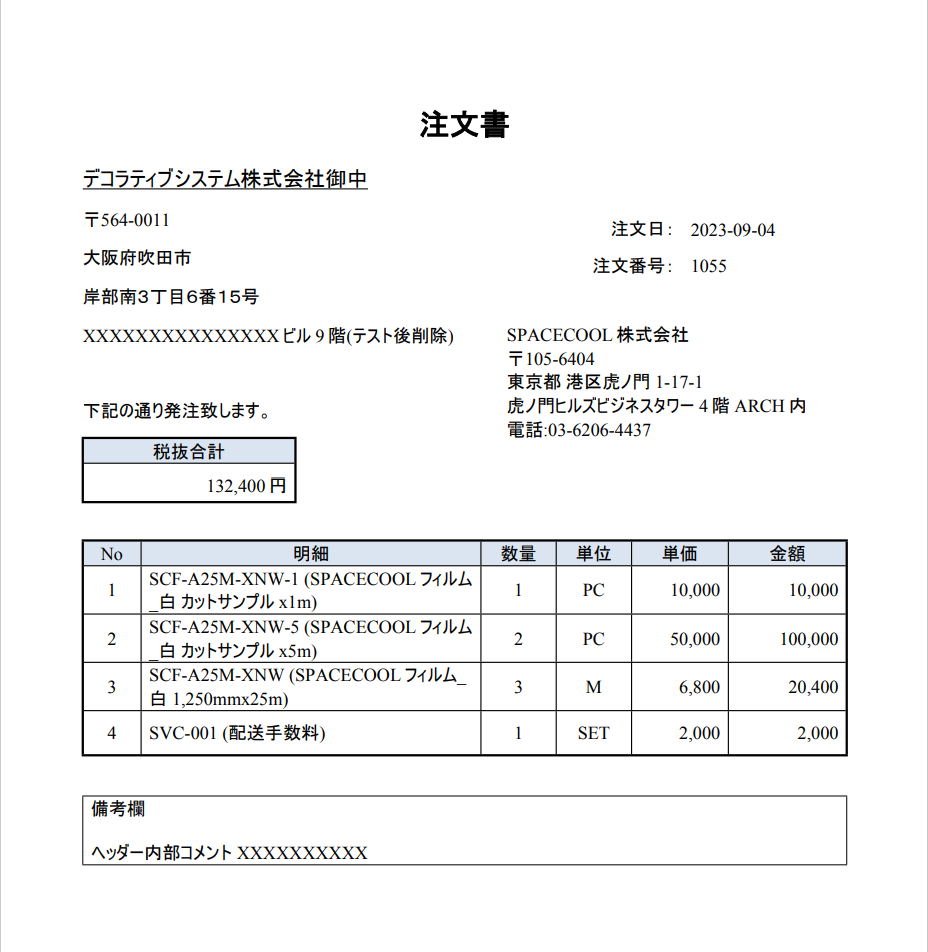 注文書
デコラティブシステム株式会社御中
〒564-0011
大阪府吹田市
岸部南3丁目6番15号
XXXXXXXXXXXXXXXビル 9 階(テスト後削除)
注文日： 2023-09-04
注文番号： 1055
SPACECOOL 株式会社
〒105-6404
東京都 港区虎ノ門 1-17-1
虎ノ門ヒルズビジネスタワー 4 階 ARCH 内
電話:03-6206-4437
下記の通り発注致します。
税抜合計
132,400 円
No 明細 数量 単位 単価 金額
1 SCF-A25M-XNW-1 (SPACECOOL フィルム
_白 カットサンプル x1m) 1 PC 10,000 10,000
2 SCF-A25M-XNW-5 (SPACECOOL フィルム
_白 カットサンプル x5m) 2 PC 50,000 100,000
3 SCF-A25M-XNW (SPACECOOL フィルム_
白 1,250mmx25m) 3 M 6,800 20,400
4 SVC-001 (配送手数料) 1 SET 2,000 2,000
備考欄
ヘッダー内部コメント XXXXXXXXXX